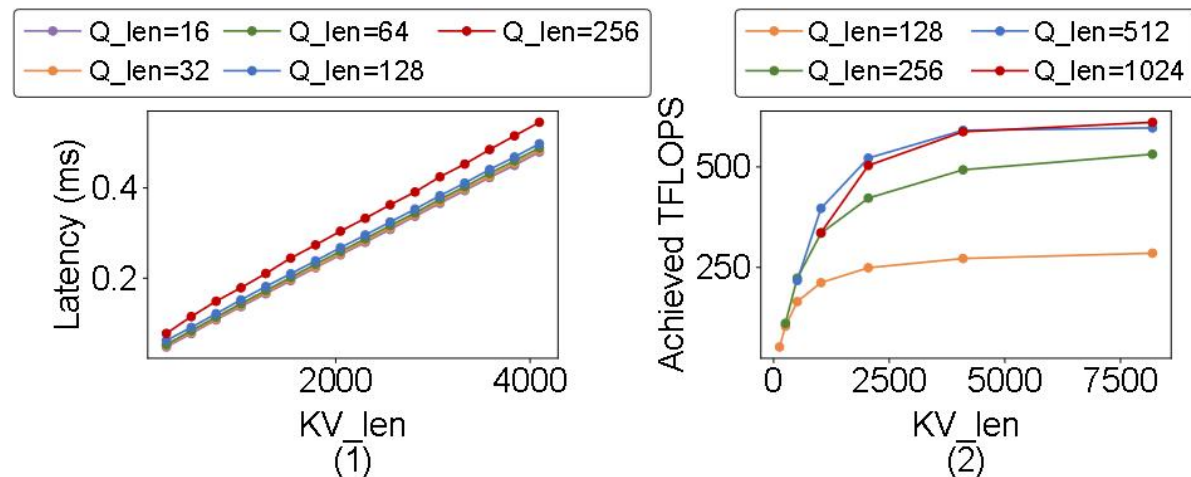 Q_len=16 Q_len=64 Q_len=256
Q_len=32 Q_len=128
Latency (ms)
0.4
0.2
2000 4000
KV_len
(1)
Q_len=128 Q_len=512
Q_len=256 Q_len=1024
Achieved TFLOPS
500
250
0 2500 5000 7500
KV_len
(2)